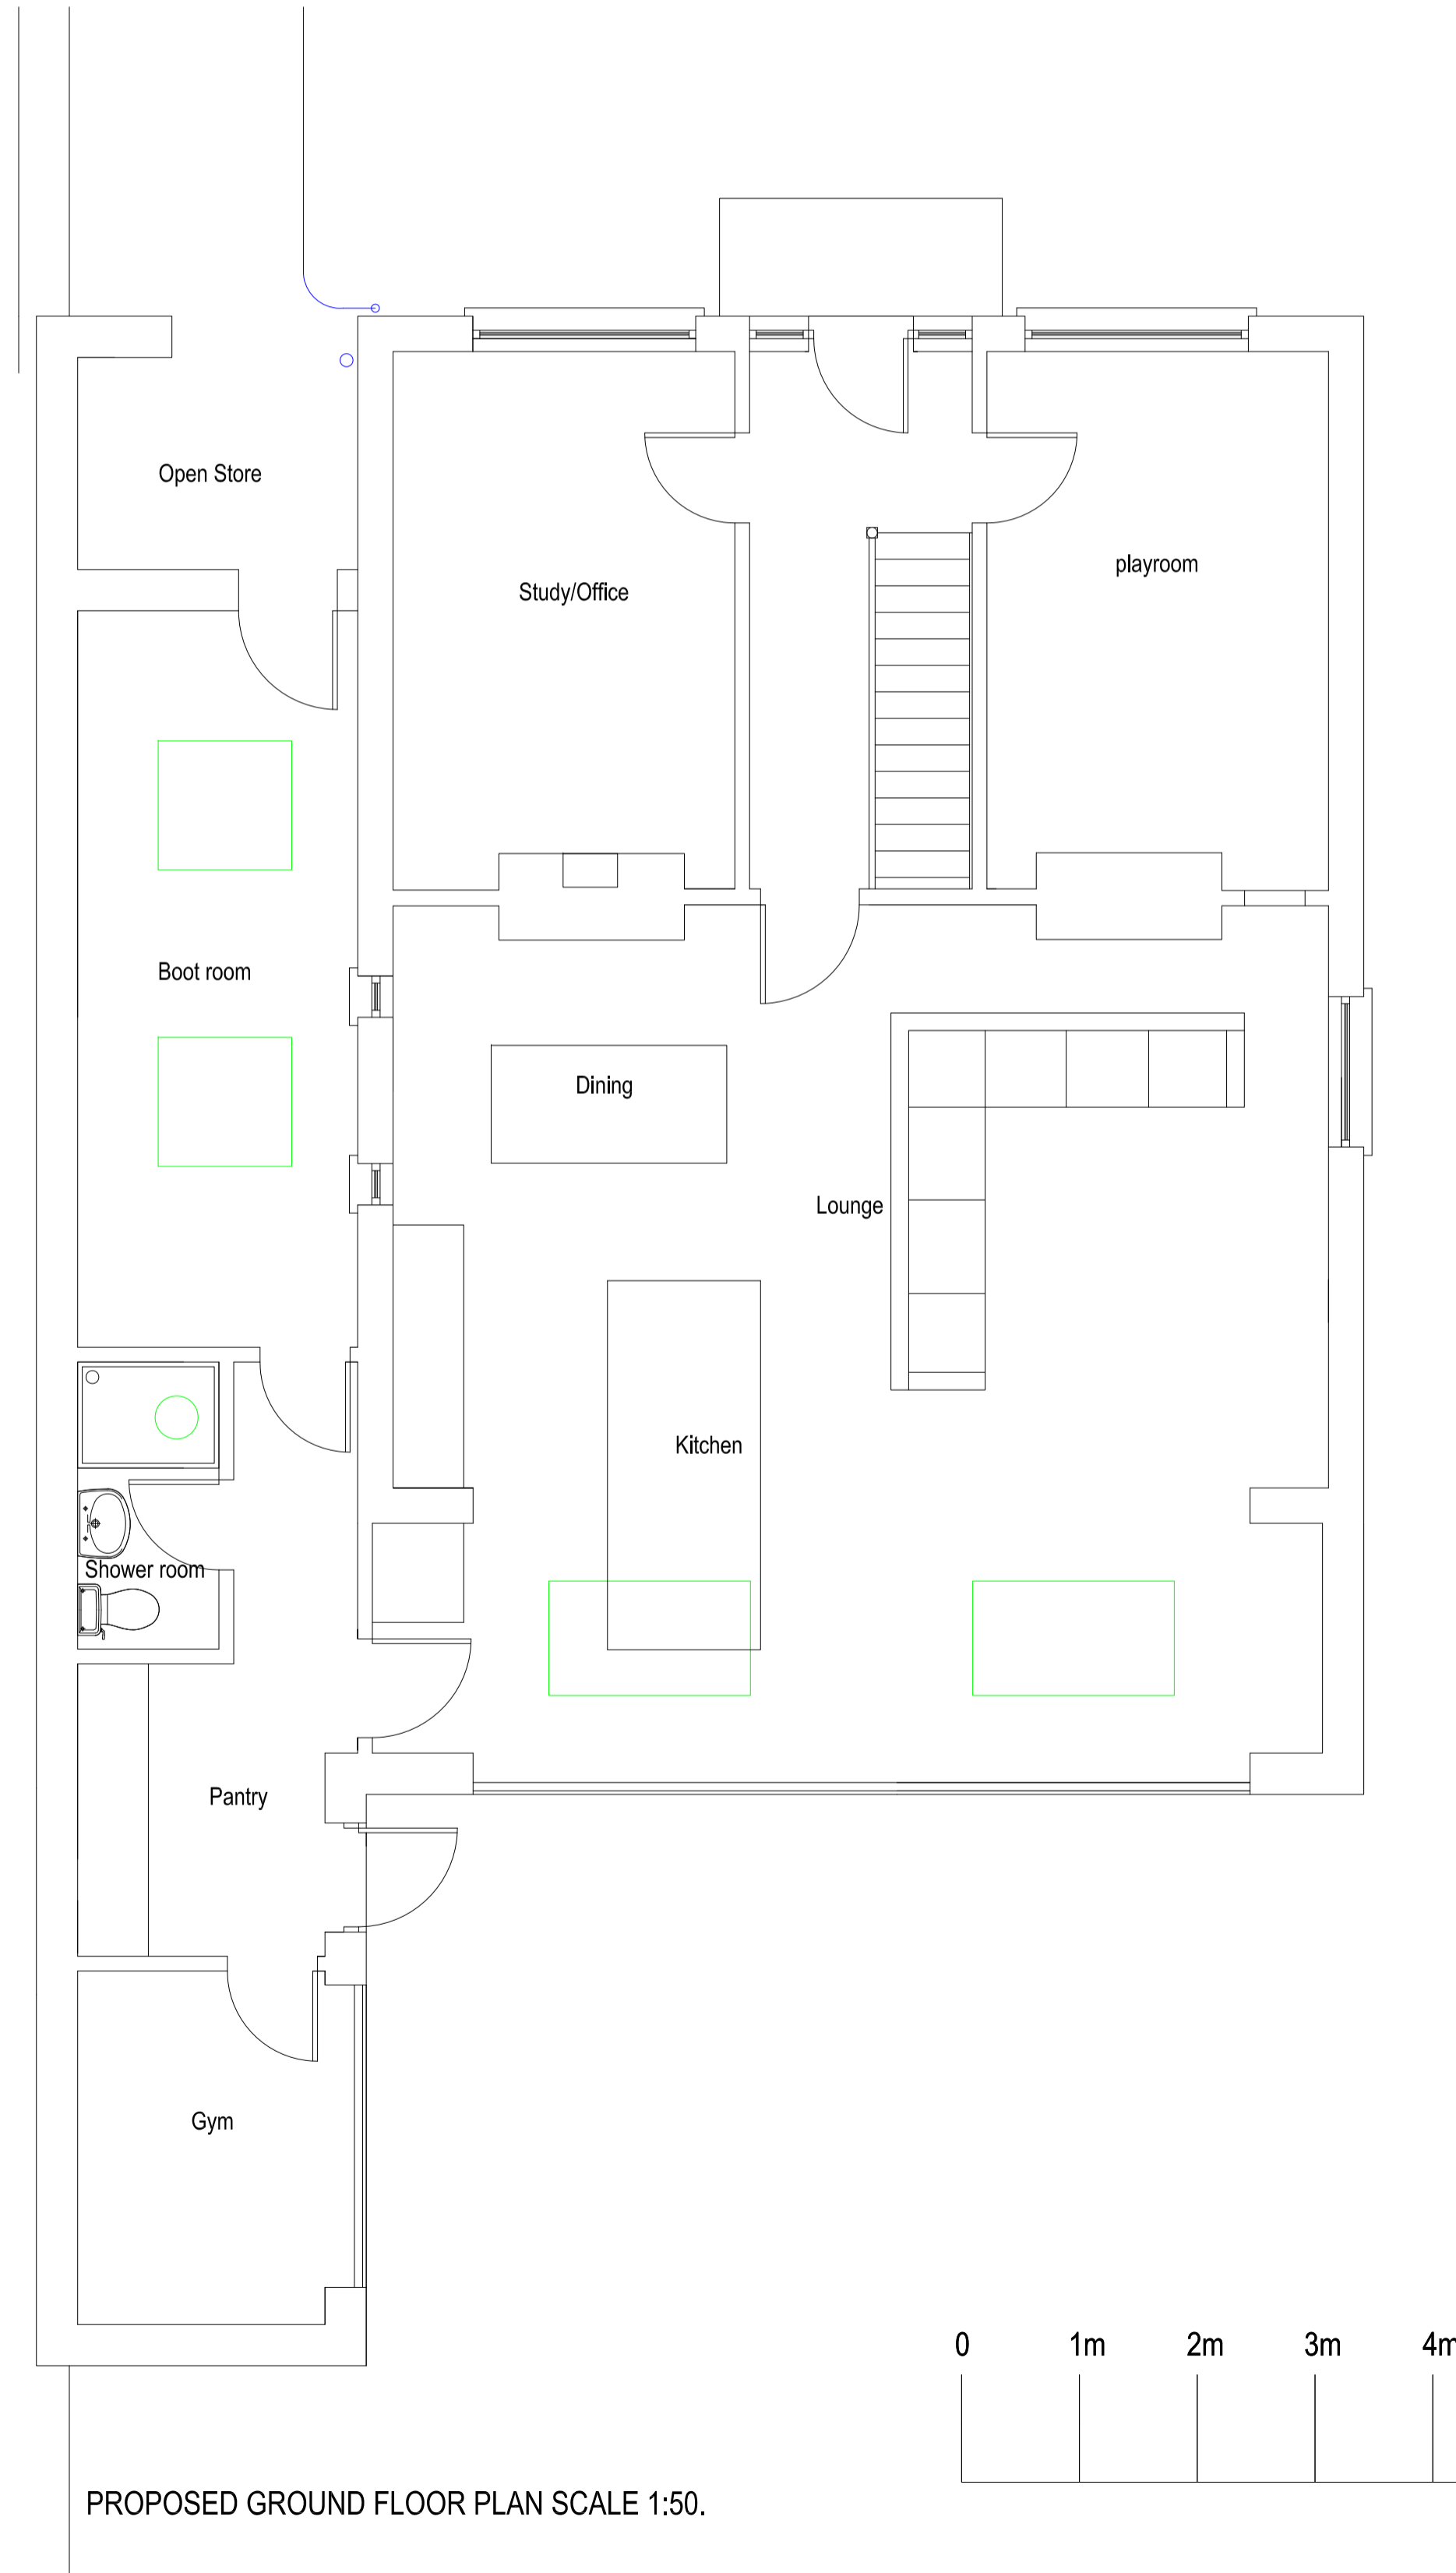 Open Store
playroom
Study/Office
Boot room
Dining
Lounge
Kitchen
Shower room
Pantry
Gym
0 1m 2m 3m 4m
PROPOSED GROUND FLOOR PLAN SCALE 1:50.